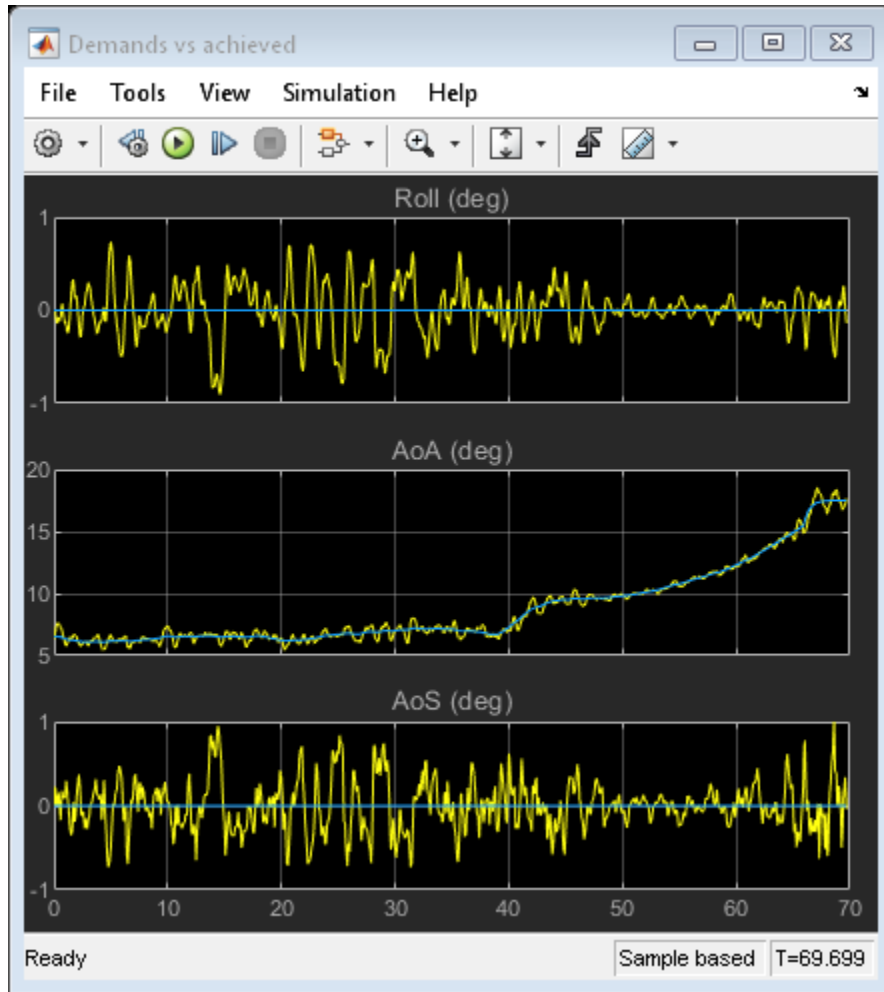 Demands vs achieved
File Tools View Simulation Help
Roll (deg)
1
0
-1
AoA (deg)
20
15
10
5
AoS (deg)
1
0
-1
0 10 20 30 40 50 60 70
Ready Sample based T=69.699